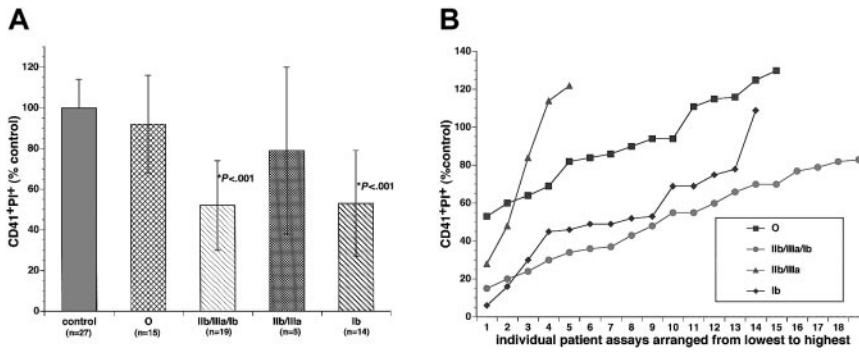 A
CD41+PI+ (% control)
120
100
80
60
40
20
0
*P<.001
*P<.001
control
O
IIb/IIIa/Ib
IIb/IIIa
Ib
(n=27)
(n=15)
(n=19)
(n=5)
(n=14)
B
CD41+PI+ (%control)
140
120
100
80
60
40
20
0
O
IIb/IIIa/Ib
IIb/IIIa
Ib
1 2 3 4 5 6 7 8 9 10 11 12 13 14 15 16 17 18
individual patient assays arranged from lowest to highest